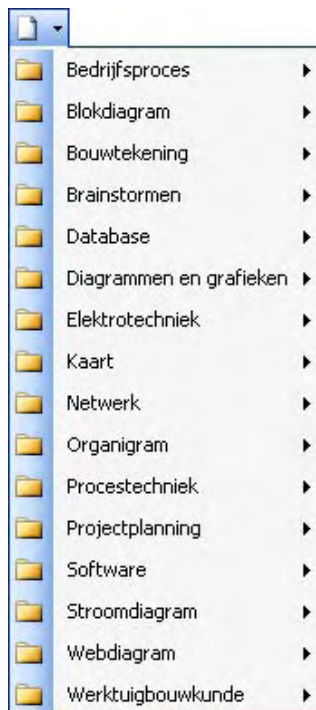 Bedrijfsproces
Blokdiagram
Bouwtekening
Brainstormen
Database
Diagrammen en grafieken
Elektrotechniek
Kaart
Netwerk
Organigram
Procestechniek
Projectplanning
Software
Stroomdiagram
Webdiagram
Werktuigbouwkunde